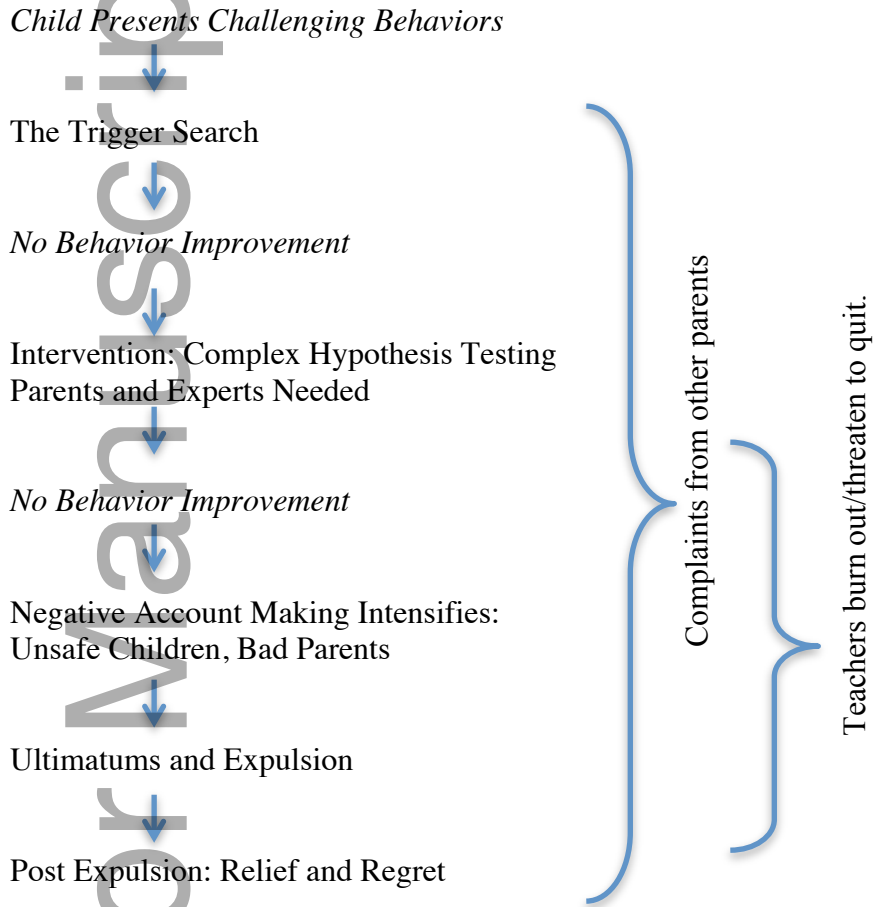 Child Presents Challenging Behaviors
The Trigger Search
No Behavior Improvement
Intervention: Complex Hypothesis Testing
Parents and Experts Needed
No Behavior Improvement
Negative Account Making Intensifies:
Unsafe Children, Bad Parents
Ultimatums and Expulsion
Post Expulsion: Relief and Regret
Complaints from other parents
Teachers burn out/threaten to quit.
or Manuscrip